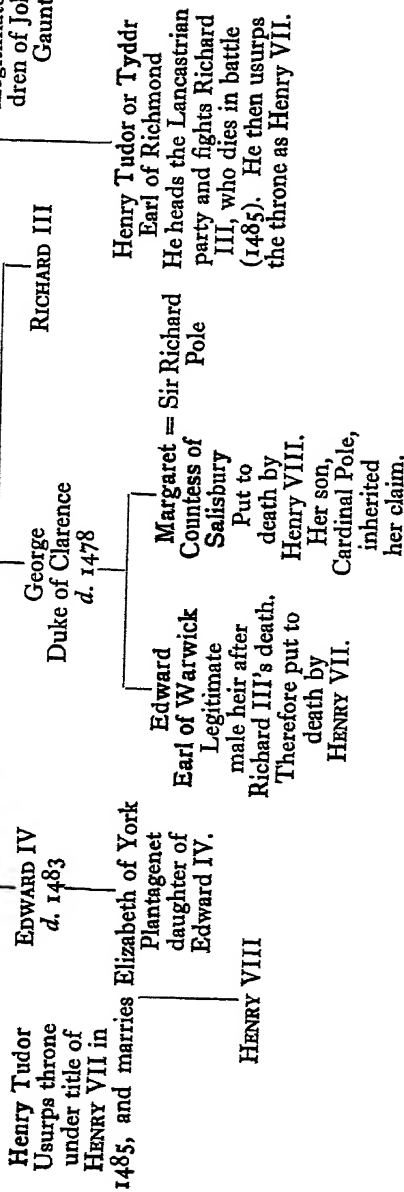 dren of Joh
Gaunt
EDWARD IV
d. 1483
George
Duke of Clarence
d. 1478
RICHARD III
Henry Tudor
Usurps throne
under title of
HENRY VII in
1485, and marries
Elizabeth of York
Plantagenet
daughter of
Edward IV.
HENRY VIII
Edward
Earl of Warwick
Legitimate
male heir after
Richard III's death.
Therefore put to
death by
HENRY VII.
Margaret = Sir Richard
Countess of Pole
Salisbury
Put to
death by
Henry VIII.
Her son,
Cardinal Pole,
inherited
her claim.
Henry Tudor or Tyddr
Earl of Richmond
He heads the Lancastrian
party and fights Richard
III, who dies in battle
(1485). He then usurps
the throne as Henry VII.